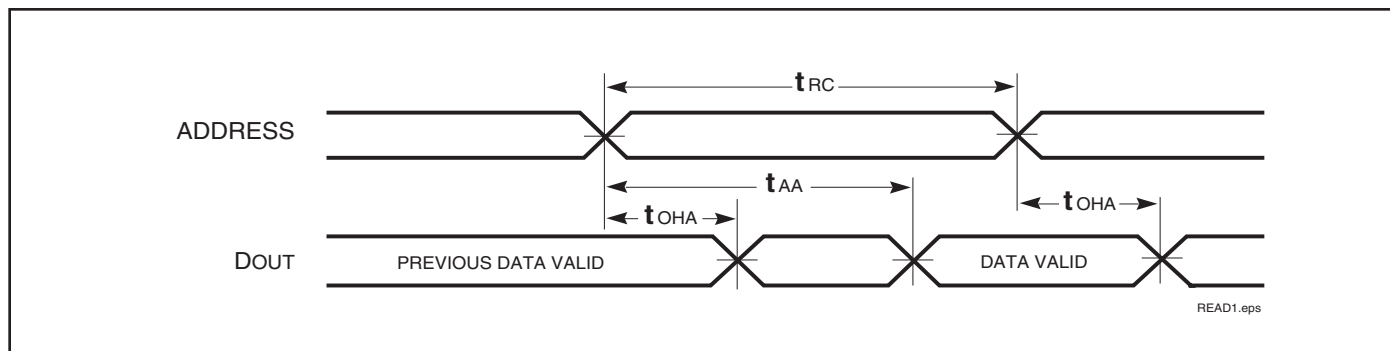 tRC
ADDRESS
tAA
tOHA
tOHA
DOUT
PREVIOUS DATA VALID
DATA VALID
READ1.eps